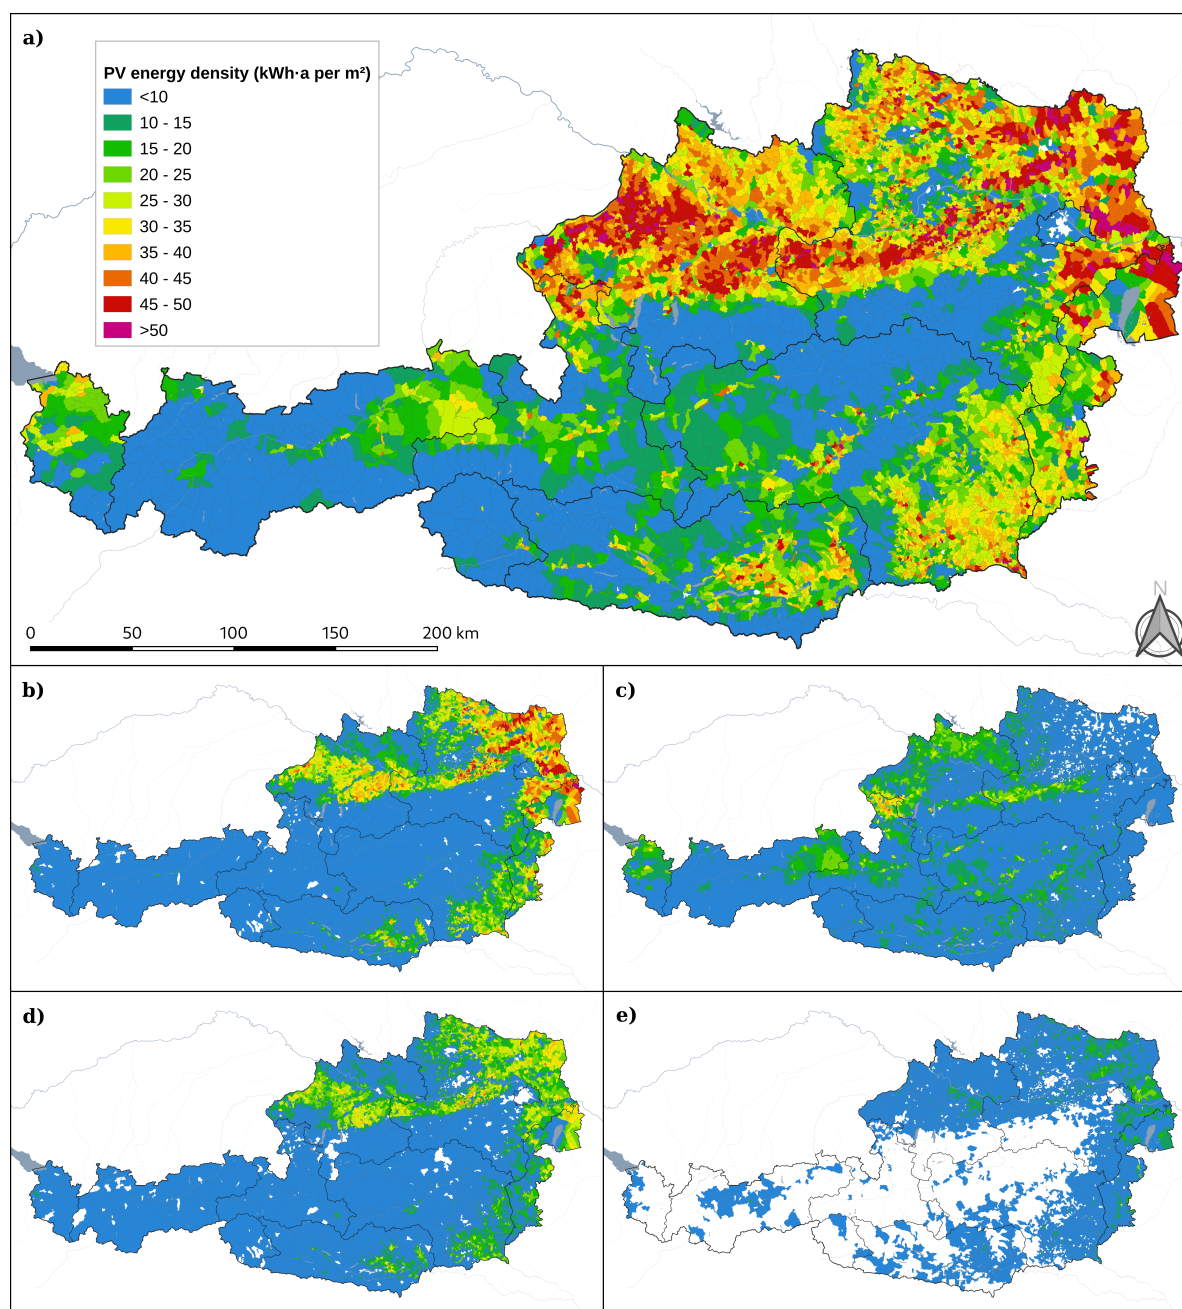 a)
PV energy density (kWh·a per m²)
<10
10 - 15
15 - 20
20 - 25
25 - 30
30 - 35
35 - 40
40 - 45
45 - 50
>50
N
0 50 100 150 200 km
b)
c)
d)
e)